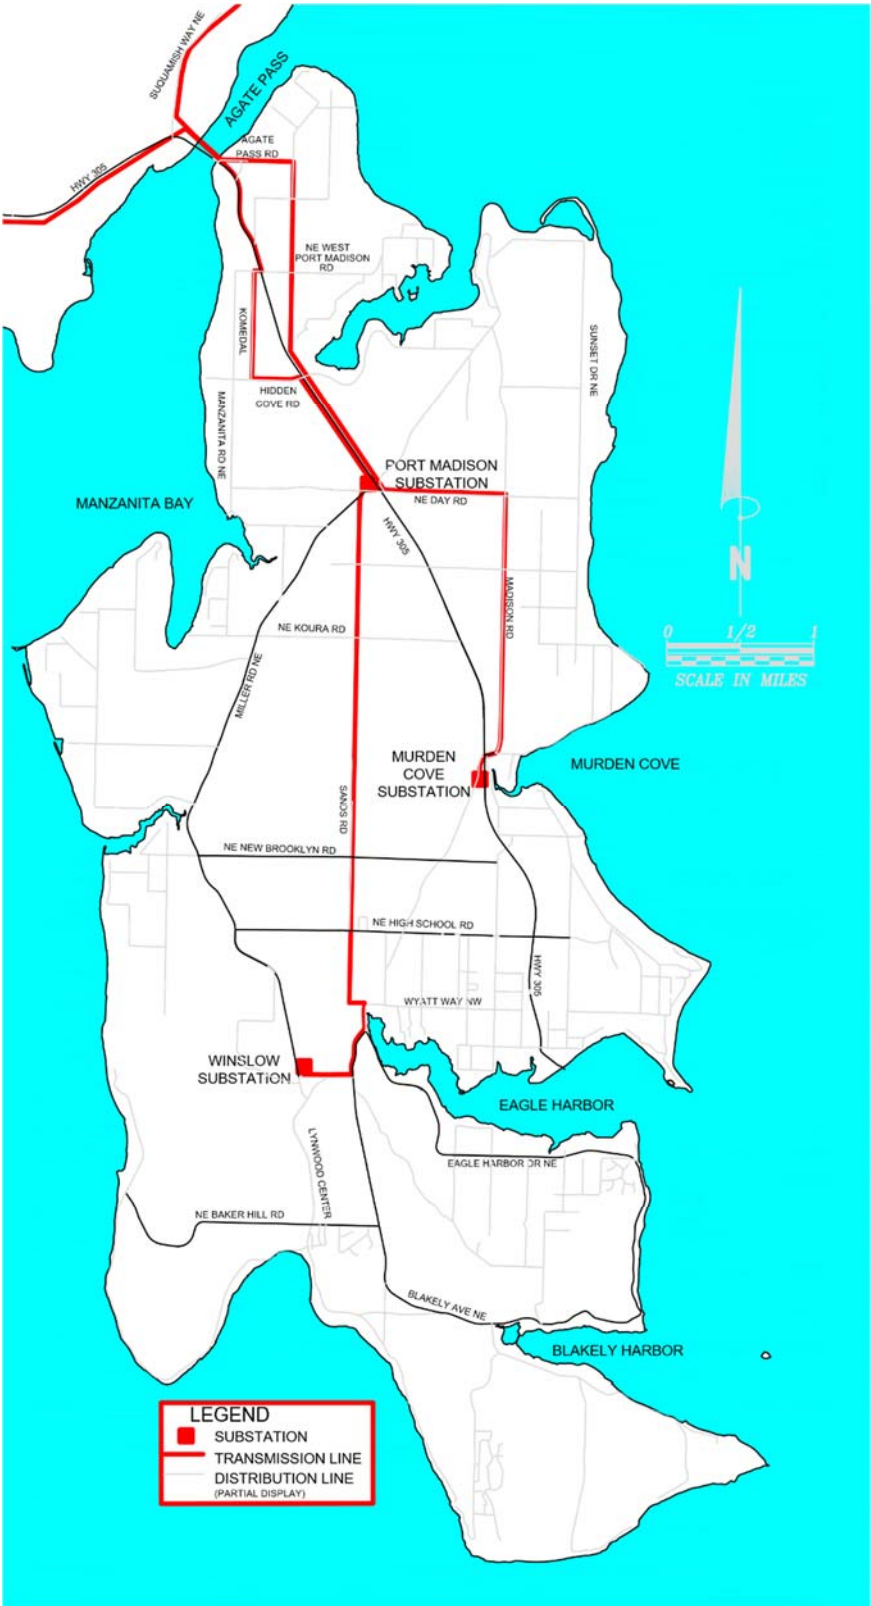 SUQUAMISH WAY NE
AGATE PASS
AGATE
PASS RD
HWY 305
NE WEST
PORT MADISON
RD
KOMEDAL
SUNSET DR NE
HIDDEN
COVE RD
MANZANITA RD NE
PORT MADISON
SUBSTATION
NE DAY RD
MANZANITA BAY
HWY 305
N
MADISON RD
NE KOURA RD
0 1/2 1
SCALE IN MILES
MILLER RD NE
MURDEN
COVE
SUBSTATION
MURDEN COVE
SANDS RD
NE NEW BROOKLYN RD
NE HIGH SCHOOL RD
HWY 305
WYATT WAY NW
WINSLOW
SUBSTATION
EAGLE HARBOR
LYNWOOD CENTER
EAGLE HARBOR DR NE
NE BAKER HILL RD
BLAKELY AVE NE
BLAKELY HARBOR
LEGEND
SUBSTATION
TRANSMISSION LINE
DISTRIBUTION LINE
(PARTIAL DISPLAY)